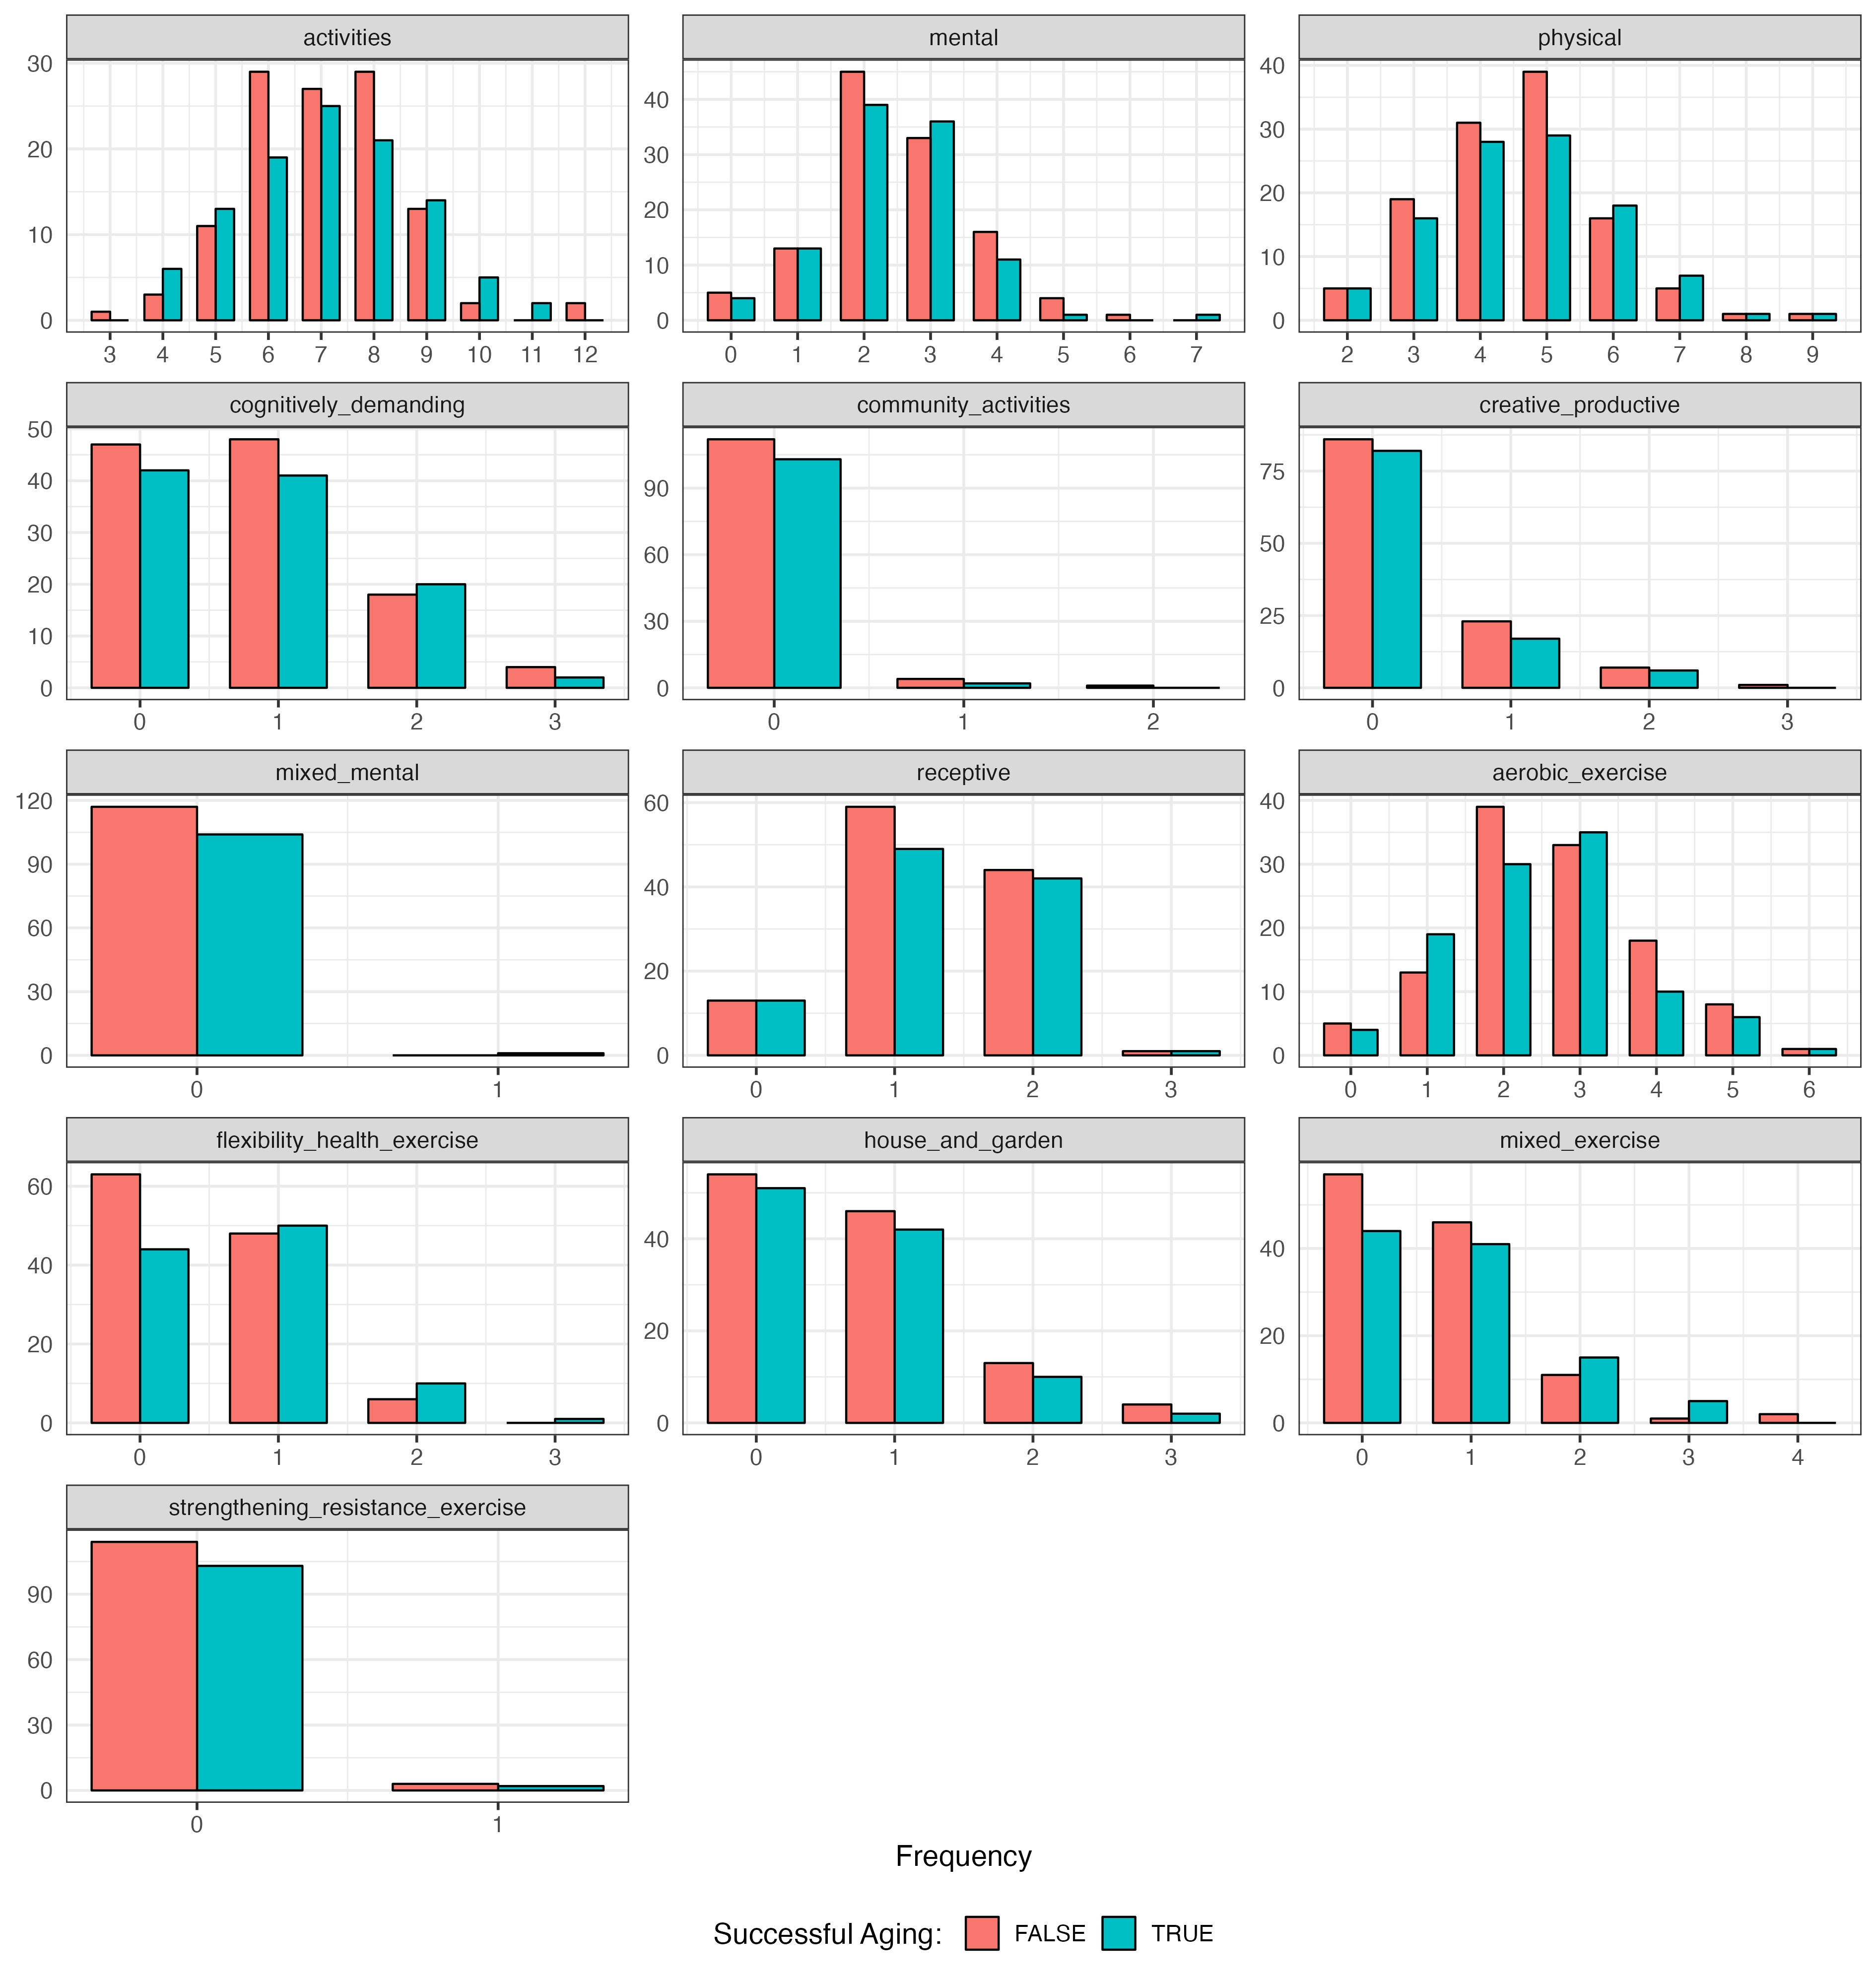 activities
30
20
10
0
3 4 5 6 7 8 9 10 11 12
mental
40
30
20
10
0
0 1 2 3 4 5 6 7
physical
40
30
20
10
0
2 3 4 5 6 7 8 9
cognitively_demanding
50
40
30
20
10
0
0 1 2 3
community_activities
90
60
30
0
0 1 2
creative_productive
75
50
25
0
0 1 2 3
mixed_mental
120
90
60
30
0
0 1
receptive
60
40
20
0
0 1 2 3
aerobic_exercise
40
30
20
10
0
0 1 2 3 4 5 6
flexibility_health_exercise
60
40
20
0
0 1 2 3
house_and_garden
40
20
0
0 1 2 3
mixed_exercise
40
20
0
0 1 2 3 4
strengthening_resistance_exercise
90
60
30
0
0 1
Frequency
Successful Aging: FALSE TRUE